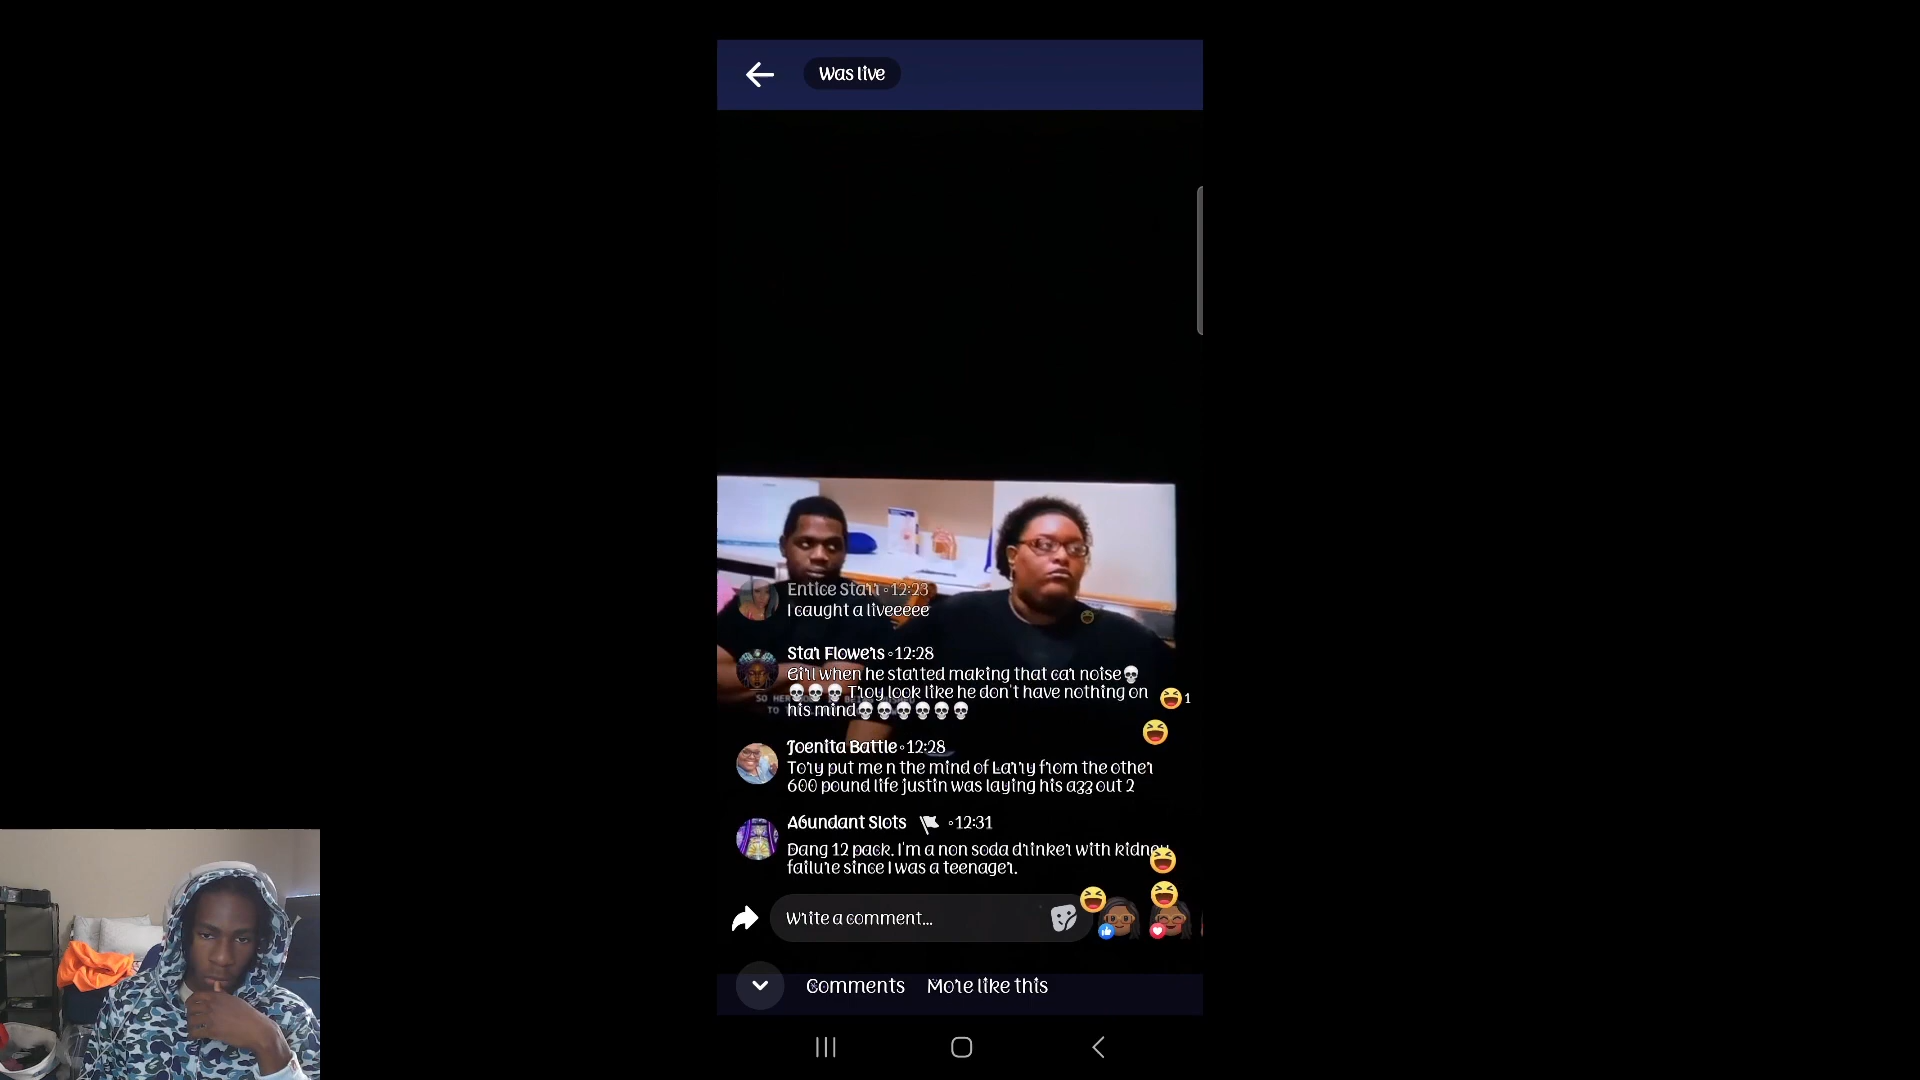 Was live
Entice Starr • 12:23
I caught a liveeeee
Star Flowers • 12:28
Girl when he started making that car noise💀
💀💀💀 Troy look like he don't have nothing on
his mind💀💀💀💀💀💀
😆 1
SO HER
TO
Joenita Battle • 12:28
Tory put me n the mind of Larry from the other
600 pound life justin was laying his azz out 2
Abundant Slots • 12:31
Dang 12 pack. I'm a non soda drinker with kidney
failure since I was a teenager.
Write a comment...
Comments More like this